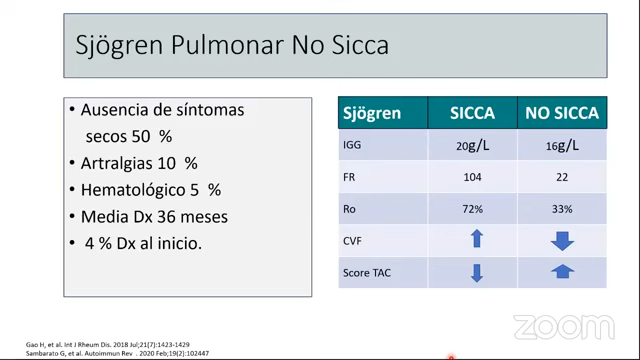 Sjögren Pulmonar No Sicca
• Ausencia de síntomas
secos 50 %
• Artralgias 10 %
• Hematológico 5 %
• Media Dx 36 meses
• 4 % Dx al inicio.
Sjögren SICCA NO SICCA
IGG 20g/L 16g/L
FR 104 22
Ro 72% 33%
CVF
Score TAC
Gao H, et al. Int J Rheum Dis. 2018 Jul;21(7):1423-1429
Sambarato G, et al. Autoimmun Rev . 2020 Feb;19(2):102447
zoom